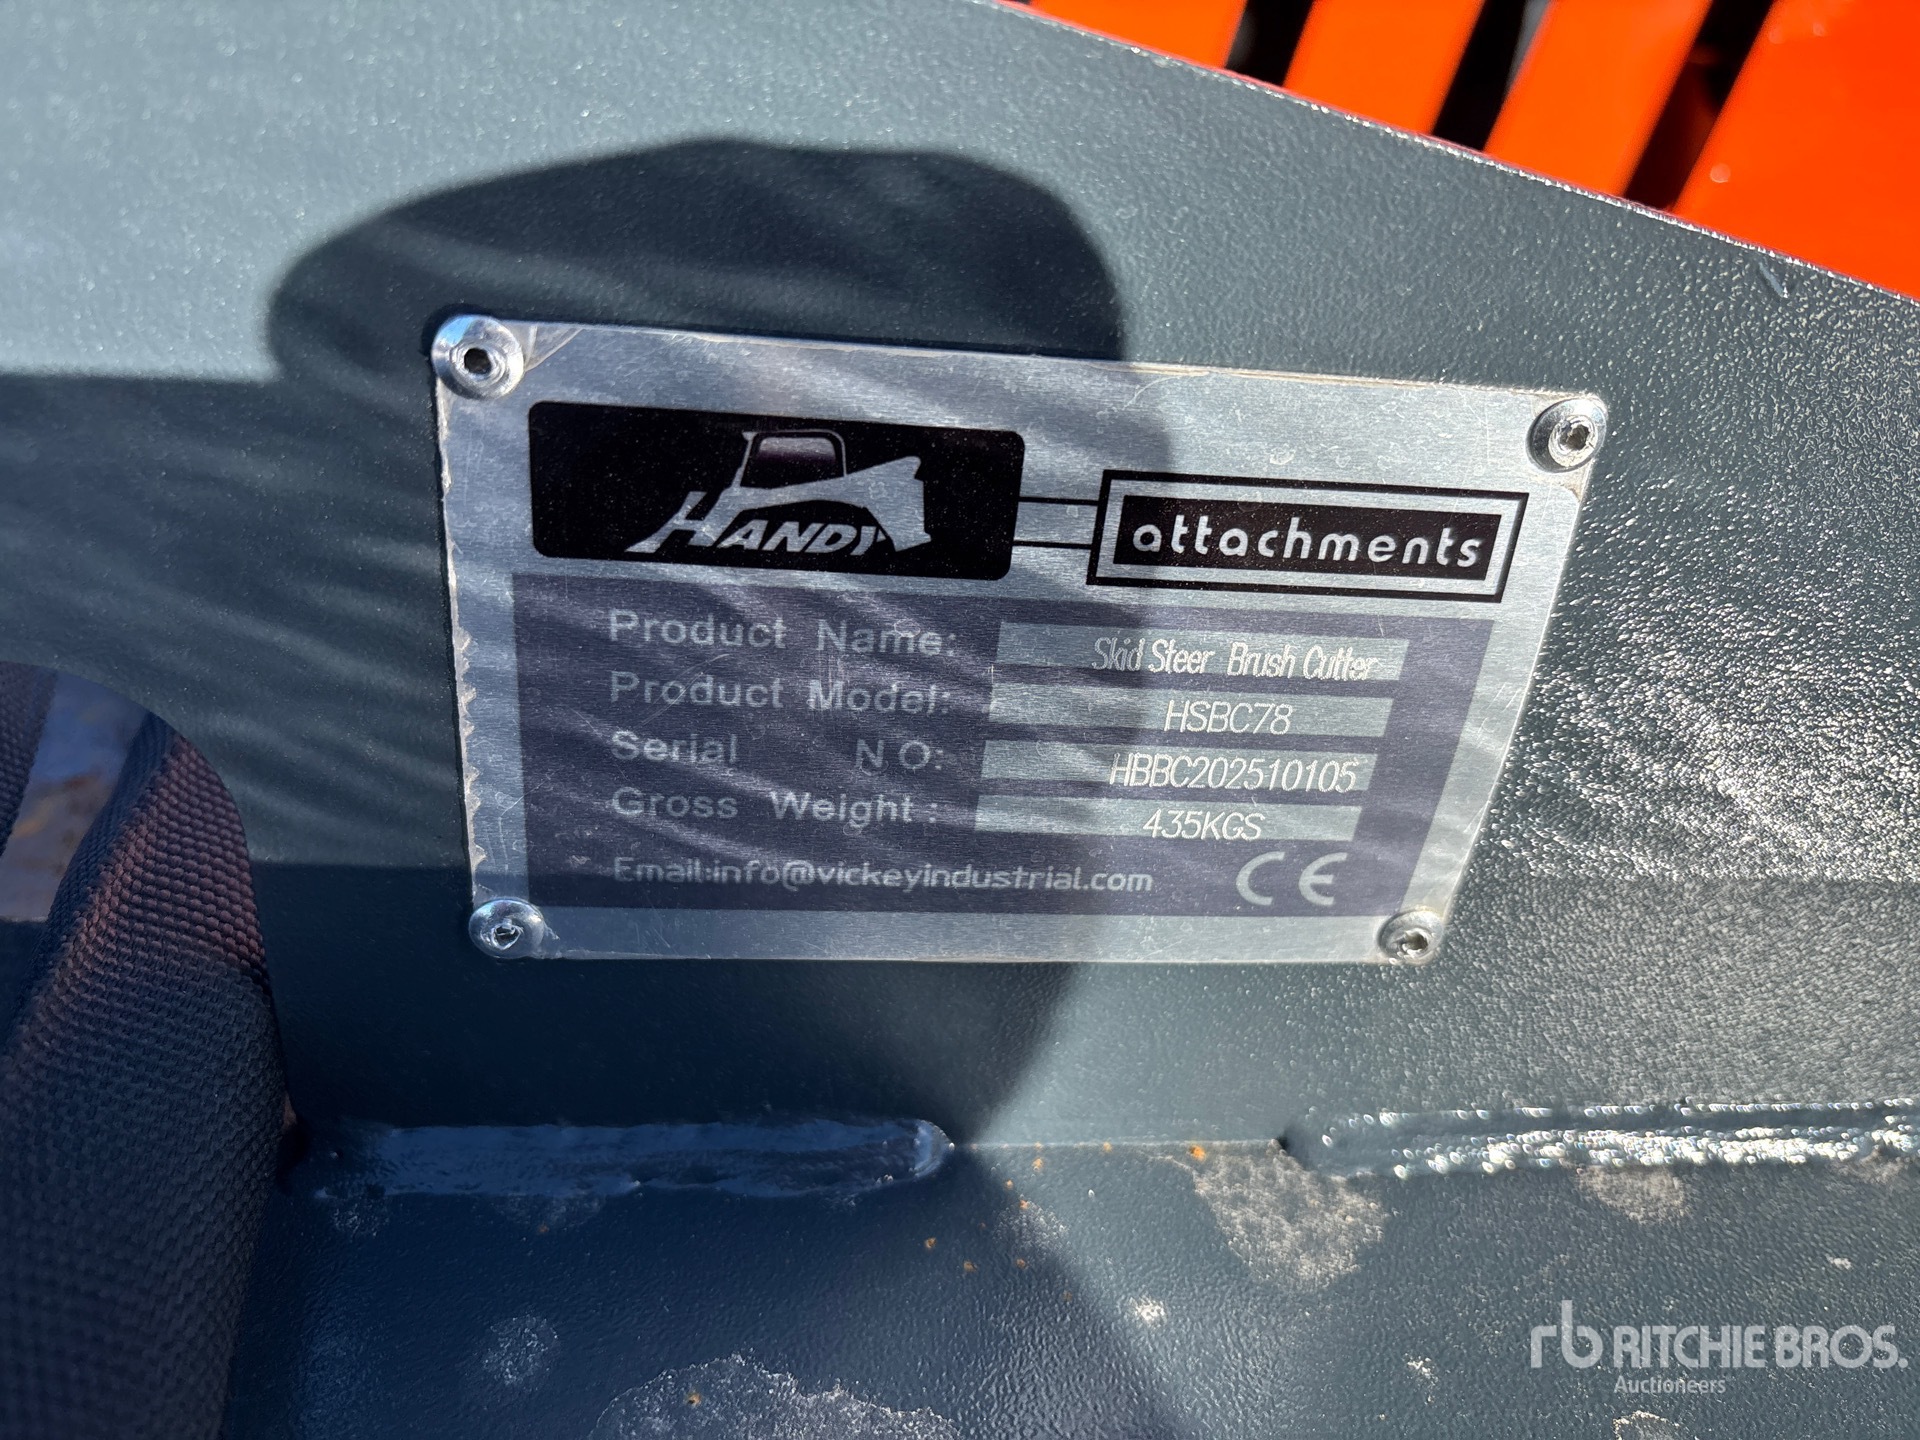 HANDY attachments
Product Name: Skid Steer Brush Cutter
Product Model: HSBC78
Serial NO: HBBC202510105
Gross Weight: 435KGS
Email:info@vickeyindustrial.com CE
rb RITCHIE BROS.
Auctioneers